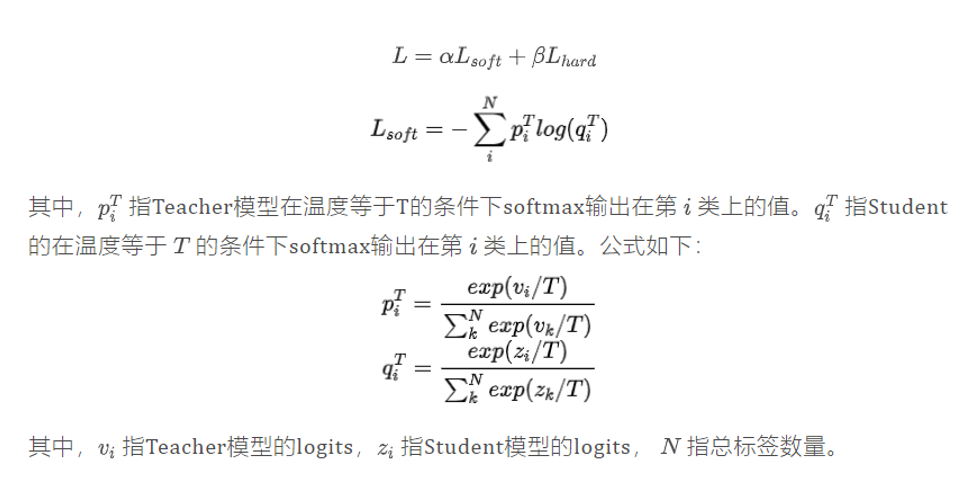 L = αL_{soft} + βL_{hard}
L_{soft} = -\sum_{i}^{N} p_i^T log(q_i^T)
其中，p_i^T 指Teacher模型在温度等于T的条件下softmax输出在第 i 类上的值。q_i^T 指Student
的在温度等于 T 的条件下softmax输出在第 i 类上的值。公式如下：
p_i^T = \frac{exp(v_i/T)}{\sum_k^N exp(v_k/T)}
q_i^T = \frac{exp(z_i/T)}{\sum_k^N exp(z_k/T)}
其中，v_i 指Teacher模型的logits，z_i 指Student模型的logits， N 指总标签数量。